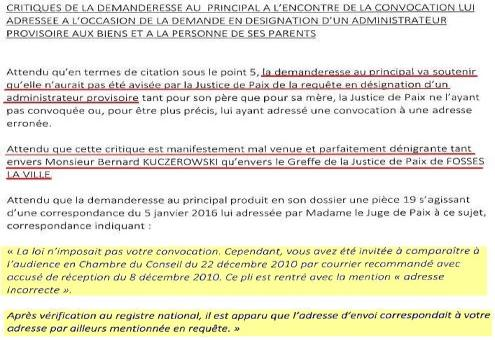 CRITIQUES DE LA DEMANDERESSE AU PRINCIPAL A L'ENCONTRE DE LA CONVOCATION LUI
ADRESSEE A L'OCCASION DE LA DEMANDE EN DESIGNATION D'UN ADMINISTRATEUR
PROVISOIRE AUX BIENS ET A LA PERSONNE DE SES PARENTS
Attendu qu'en termes de citation sous le point 5, la demanderesse au principal va soutenir
qu'elle n'aurait pas été avisée par la Justice de Paix de la requête en désignation d'un
administrateur provisoire tant pour son père que pour sa mère, la Justice de Paix ne l'ayant
pas convoquée ou, pour être plus précis, lui ayant adressé une convocation à une adresse
erronée.
Attendu que cette critique est manifestement mal venue et parfaitement dénigrante tant
envers Monsieur Bernard KUCZEROWSKI qu'envers le Greffe de la Justice de Paix de FOSSES
LA VILLE
Attendu que la demanderesse au principal produit en son dossier une pièce 19 s'agissant
d'une correspondance du 5 janvier 2016 lui adressée par Madame le Juge de Paix à ce sujet,
correspondance indiquant :
« La loi n'imposait pas votre convocation. Cependant, vous avez été invitée à comparaître à
l'audience en Chambre du Conseil du 22 décembre 2010 par courrier recommandé avec
accusé de réception du 8 décembre 2010. Ce pli est rentré avec la mention « adresse
incorrecte ».
Après vérification au registre national, il est apparu que l'adresse d'envoi correspondait à votre
adresse par ailleurs mentionnée en requête. »